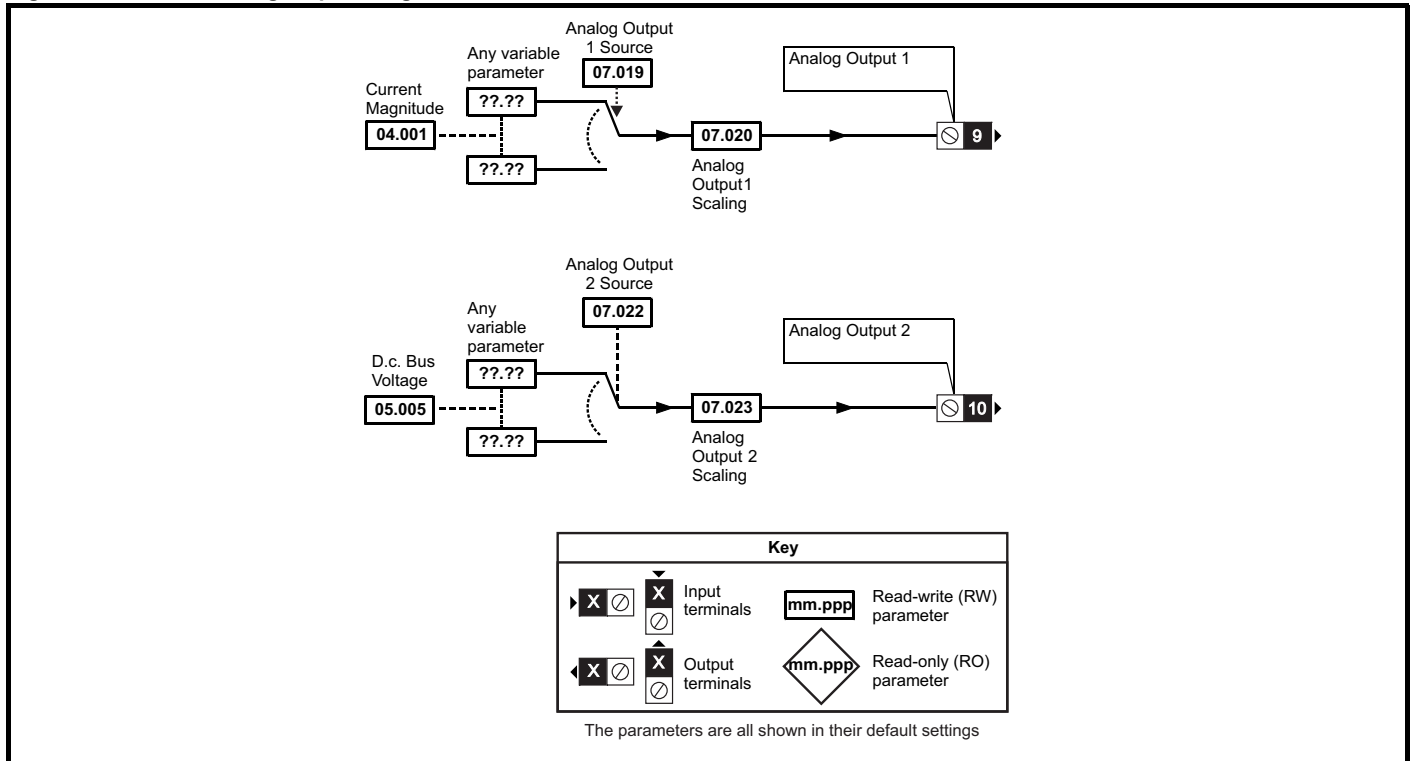 Analog Output
1 Source
07.019
Any variable
parameter
??.??
Current
Magnitude
04.001
??.??
07.020
Analog
Output1
Scaling
Analog Output 1
9
Analog Output
2 Source
07.022
Any
variable
parameter
??.??
D.c. Bus
Voltage
05.005
??.??
07.023
Analog
Output 2
Scaling
Analog Output 2
10
Key
X
X
Input
terminals
mm.ppp
Read-write (RW)
parameter
X
X
Output
terminals
mm.ppp
Read-only (RO)
parameter
The parameters are all shown in their default settings